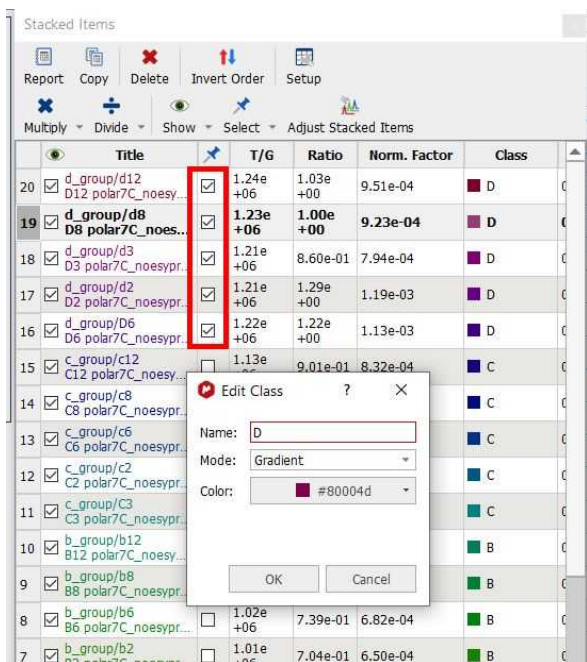 Stacked Items
Report Copy Delete Invert Order Setup
Multiply Divide Show Select Adjust Stacked Items
Title T/G Ratio Norm. Factor Class
20 d_group/d12 1.24e 1.03e 9.51e-04 D
D12 polar7C_noesy... +06 +00
19 d_group/d8 1.23e 1.00e 9.23e-04 D
D8 polar7C_noes... +06 +00
18 d_group/d3 1.21e 8.60e-01 7.94e-04 D
D3 polar7C_noesypr... +06
17 d_group/d2 1.21e 1.29e 1.19e-03 D
D2 polar7C_noesypr... +06 +00
16 d_group/D6 1.22e 1.22e 1.13e-03 D
D6 polar7C_noesypr... +06 +00
15 c_group/c12 1.13e 9.01e-01 8.32e-04 C
C12 polar7C_noesy...
14 c_group/c8 C
C8 polar7C_noesypr...
13 c_group/c6 C
C6 polar7C_noesypr...
12 c_group/c2 C
C2 polar7C_noesypr...
11 c_group/C3 C
C3 polar7C_noesypr...
10 b_group/b12 B
B12 polar7C_noesy...
9 b_group/b8 B
B8 polar7C_noesypr...
8 b_group/b6 1.02e 7.39e-01 6.82e-04 B
B6 polar7C_noesypr... +06
7 b_group/b2 1.01e 7.04e-01 6.50e-04 B
Edit Class ? ×
Name: D
Mode: Gradient
Color: #80004d
OK Cancel